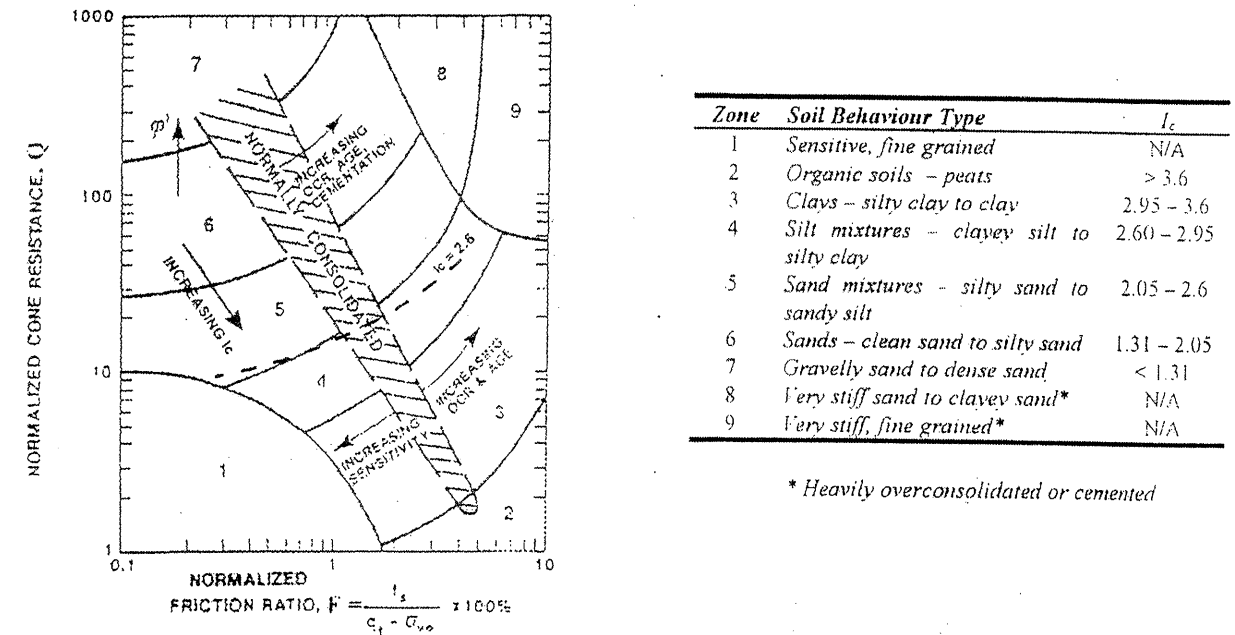 1000
100
10
1
0.1
1
10
NORMALIZED CONE RESISTANCE, Q
7
8
9
φ'
6
5
4
3
1
2
NORMALLY CONSOLIDATED
INCREASING OCR, AGE, CEMENTATION
INCREASING Ic
Ic = 2.6
INCREASING OCR & AGE
INCREASING SENSITIVITY
NORMALIZED
FRICTION RATIO, F = fs / (qt - σvo) x 100%
Zone Soil Behaviour Type Ic
1 Sensitive, fine grained N/A
2 Organic soils – peats > 3.6
3 Clays – silty clay to clay 2.95 – 3.6
4 Silt mixtures – clayey silt to 2.60 – 2.95
silty clay
5 Sand mixtures – silty sand to 2.05 – 2.6
sandy silt
6 Sands – clean sand to silty sand 1.31 – 2.05
7 Gravelly sand to dense sand < 1.31
8 Very stiff sand to clayey sand* N/A
9 Very stiff, fine grained* N/A
* Heavily overconsolidated or cemented